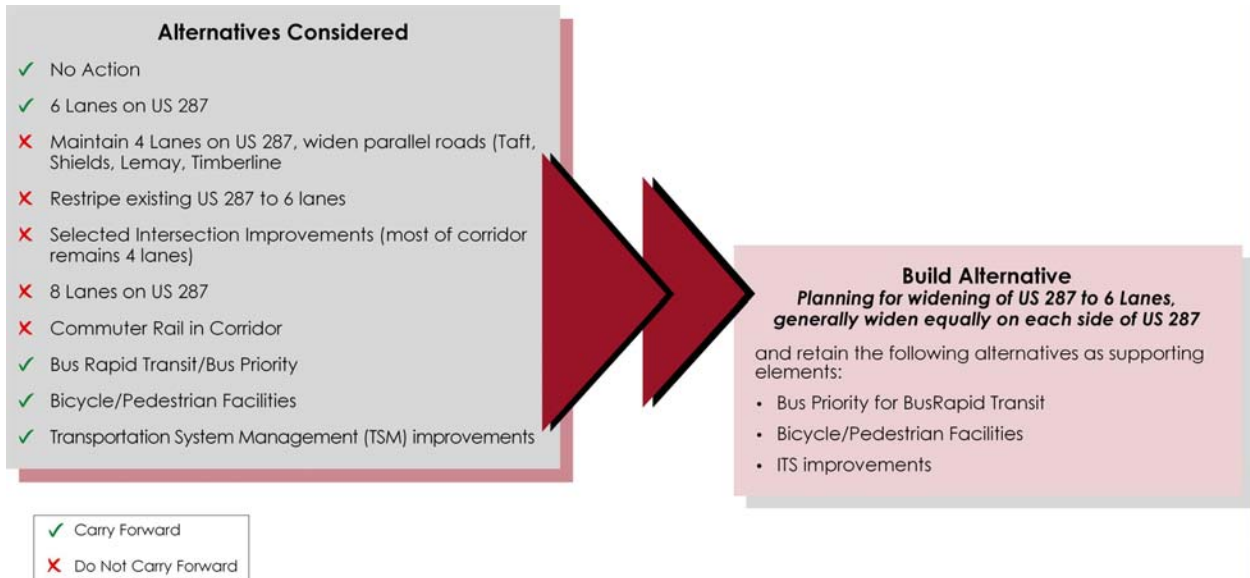 Alternatives Considered
✓ No Action
✓ 6 Lanes on US 287
✗ Maintain 4 Lanes on US 287, widen parallel roads (Taft,
Shields, Lemay, Timberline
✗ Restripe existing US 287 to 6 lanes
✗ Selected Intersection Improvements (most of corridor
remains 4 lanes)
✗ 8 Lanes on US 287
✗ Commuter Rail in Corridor
✓ Bus Rapid Transit/Bus Priority
✓ Bicycle/Pedestrian Facilities
✓ Transportation System Management (TSM) improvements
Build Alternative
Planning for widening of US 287 to 6 Lanes,
generally widen equally on each side of US 287
and retain the following alternatives as supporting
elements:
• Bus Priority for BusRapid Transit
• Bicycle/Pedestrian Facilities
• ITS improvements
✓ Carry Forward
✗ Do Not Carry Forward